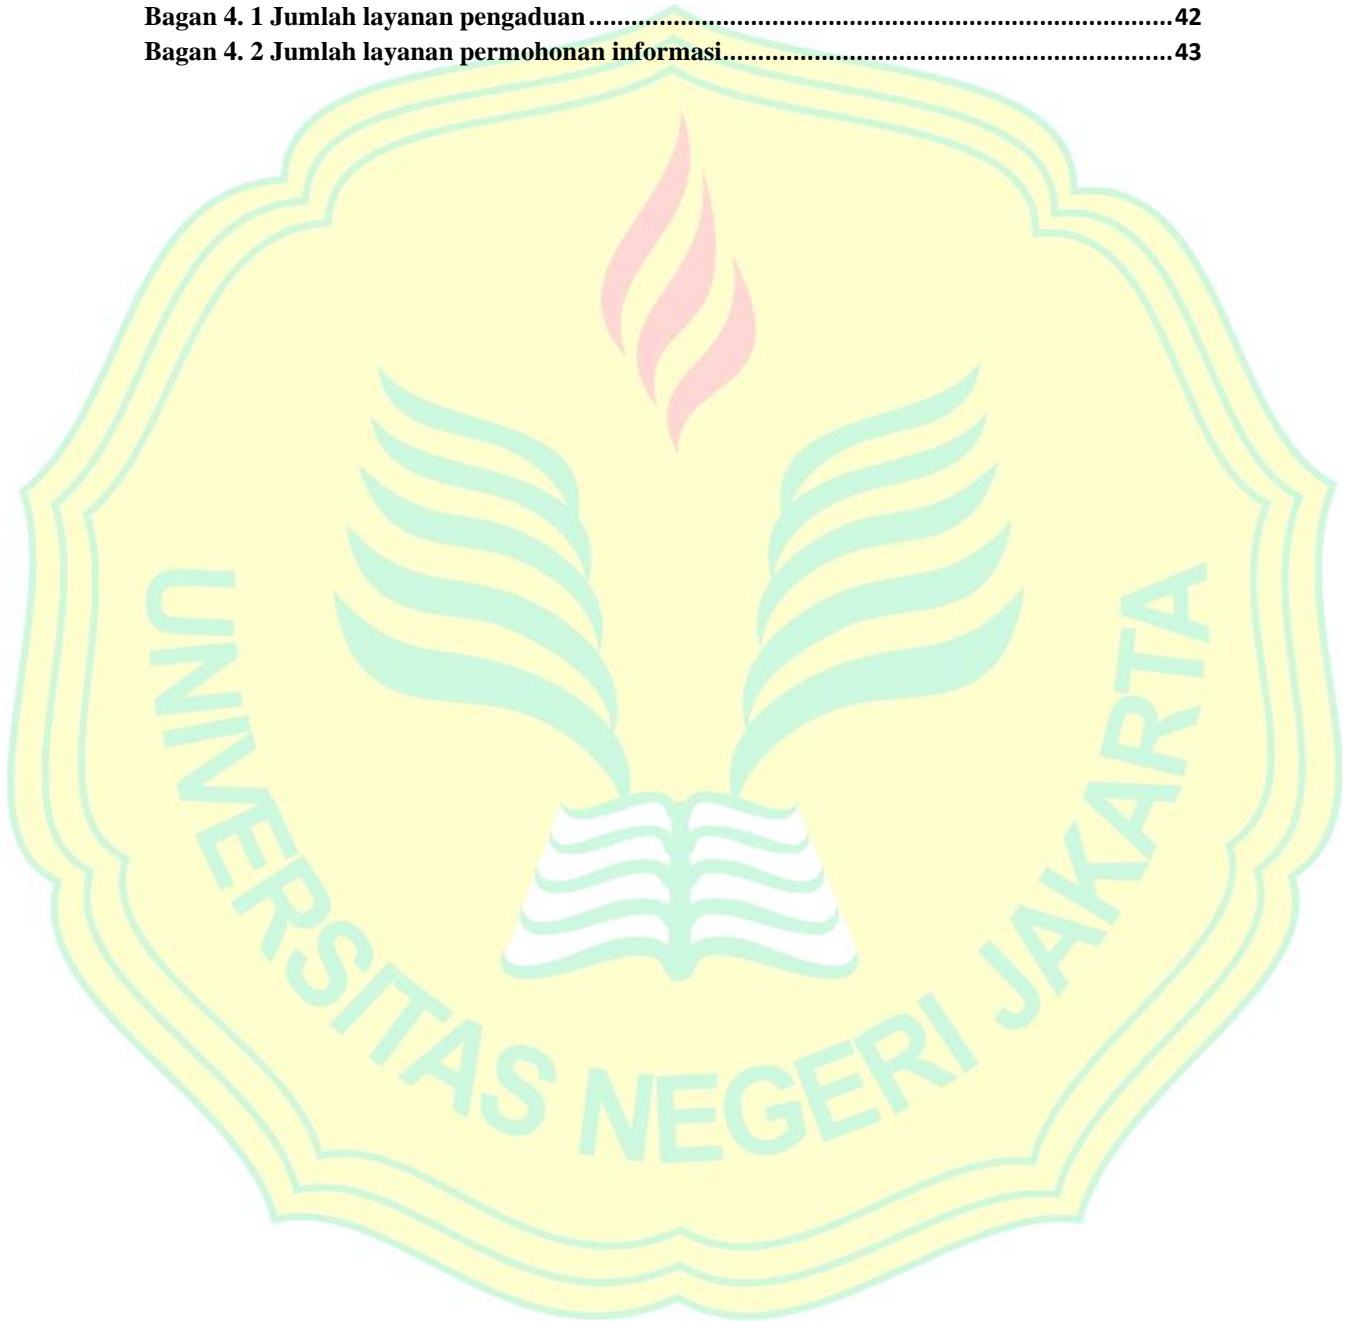 Bagan 4. 1 Jumlah layanan pengaduan....................................................................................42
Bagan 4. 2 Jumlah layanan permohonan informasi.................................................................43
UNIVERSITAS NEGERI JAKARTA